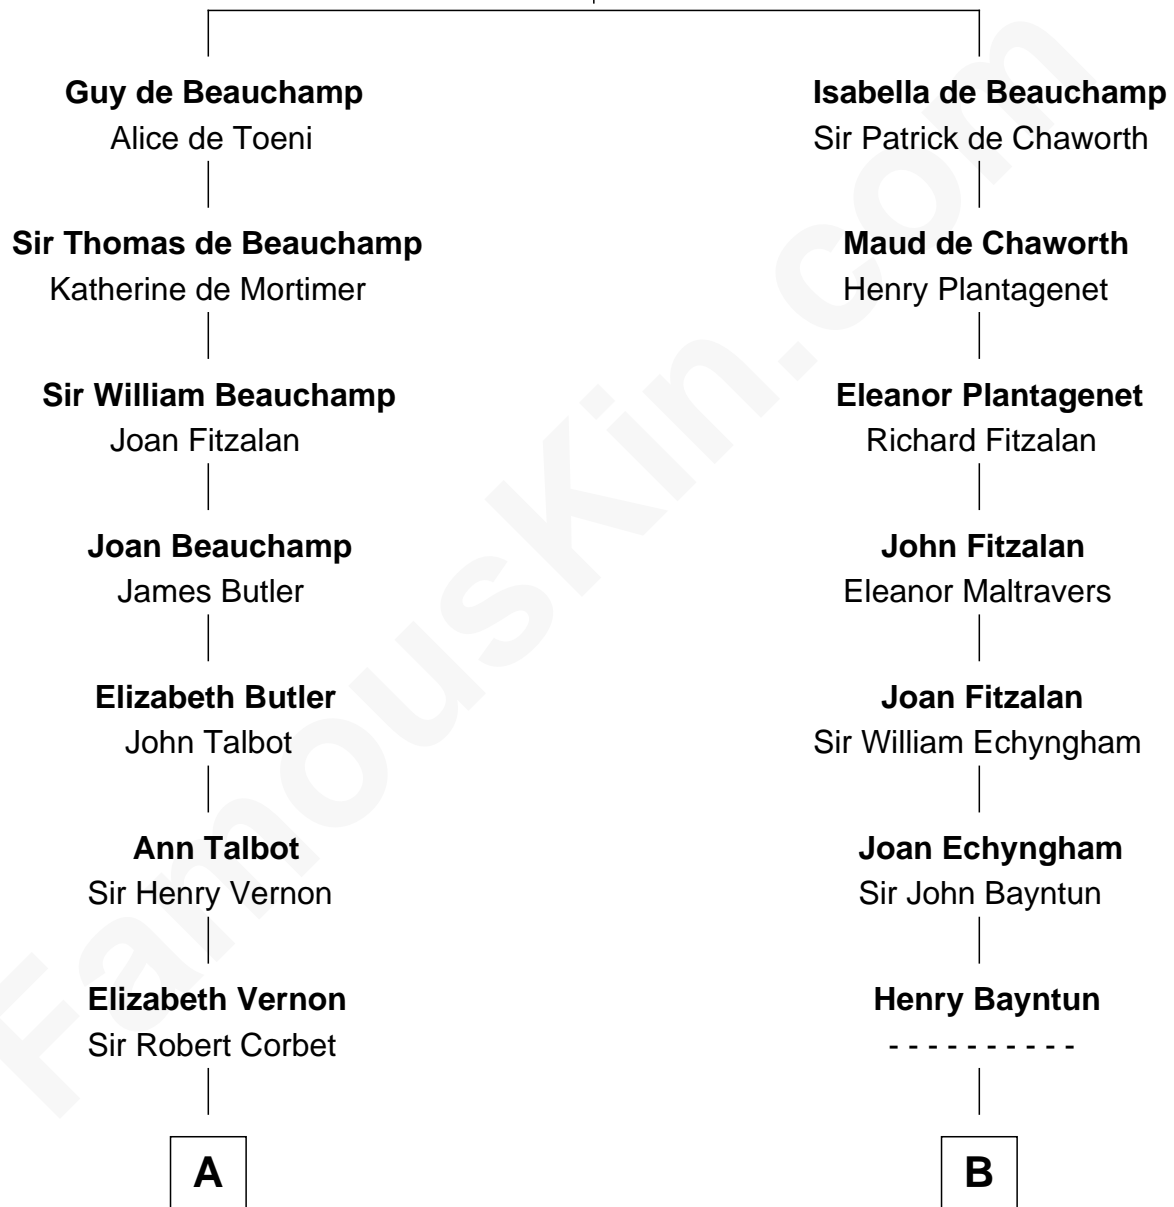 Guy de Beauchamp
Alice de Toeni
Sir Thomas de Beauchamp
Katherine de Mortimer
Sir William Beauchamp
Joan Fitzalan
Joan Beauchamp
James Butler
Elizabeth Butler
John Talbot
Ann Talbot
Sir Henry Vernon
Elizabeth Vernon
Sir Robert Corbet
A
Isabella de Beauchamp
Sir Patrick de Chaworth
Maud de Chaworth
Henry Plantagenet
Eleanor Plantagenet
Richard Fitzalan
John Fitzalan
Eleanor Maltravers
Joan Fitzalan
Sir William Echyngham
Joan Echyngham
Sir John Bayntun
Henry Bayntun
- - - - - - - - - -
B
FamousKin.com